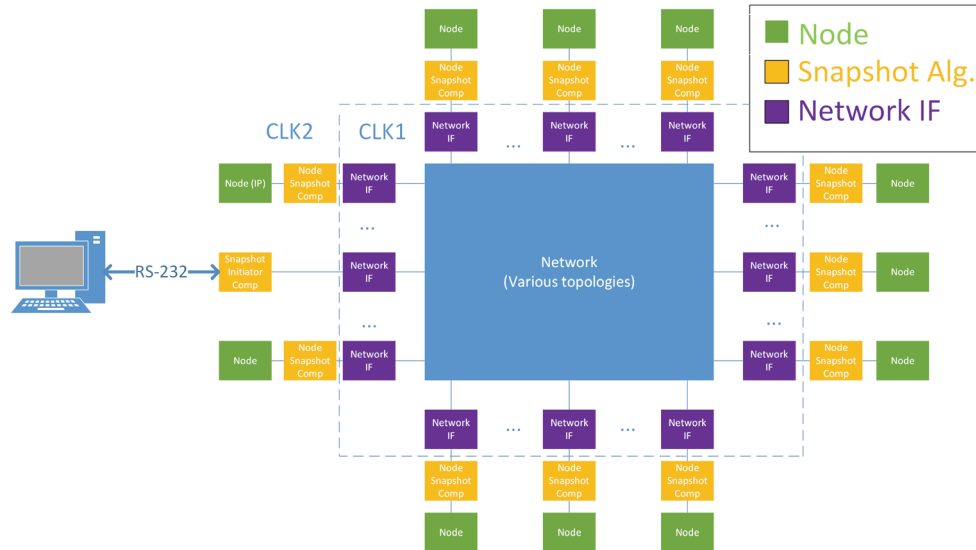 Node
Node
Node
Node
Snapshot Alg.
Network IF
Node
Snapshot
Comp
Node
Snapshot
Comp
Node
Snapshot
Comp
CLK2
CLK1
Network
IF
...
Network
IF
...
Network
IF
Node (IP)
Node
Snapshot
Comp
Network
IF
Network
IF
Node
Snapshot
Comp
Node
...
...
RS-232
Snapshot
Initiator
Comp
Network
IF
Network
(Various topologies)
Network
IF
Node
Snapshot
Comp
Node
...
...
Node
Node
Snapshot
Comp
Network
IF
Network
IF
Node
Snapshot
Comp
Node
Network
IF
...
Network
IF
...
Network
IF
Node
Snapshot
Comp
Node
Snapshot
Comp
Node
Snapshot
Comp
Node
Node
Node